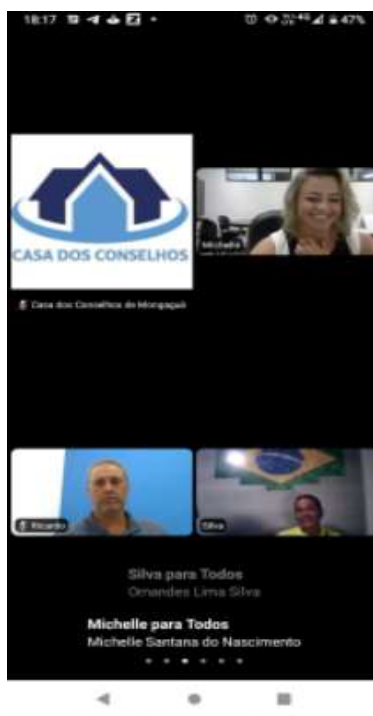 18:17
47%
CASA DOS CONSELHOS
Michelle
Casa dos Conselhos de Mongaguá
Ricardo
Silva
Silva para Todos
Ornandes Lima Silva
Michelle para Todos
Michelle Santana do Nascimento